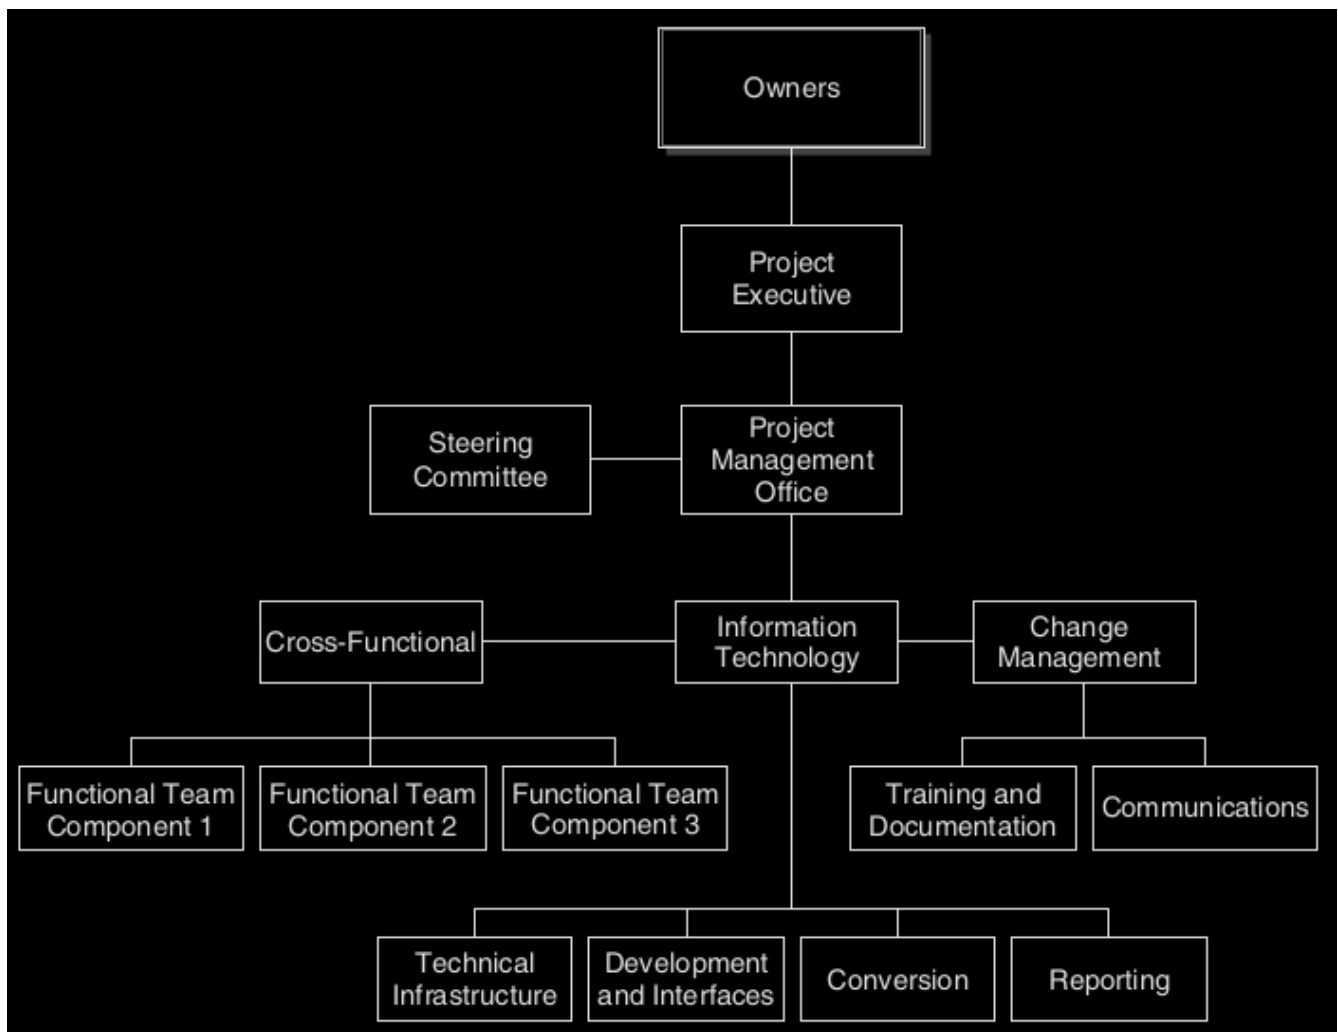 Owners
Project
Executive
Steering
Committee
Project
Management
Office
Cross-Functional
Information
Technology
Change
Management
Functional Team
Component 1
Functional Team
Component 2
Functional Team
Component 3
Training and
Documentation
Communications
Technical
Infrastructure
Development
and Interfaces
Conversion
Reporting